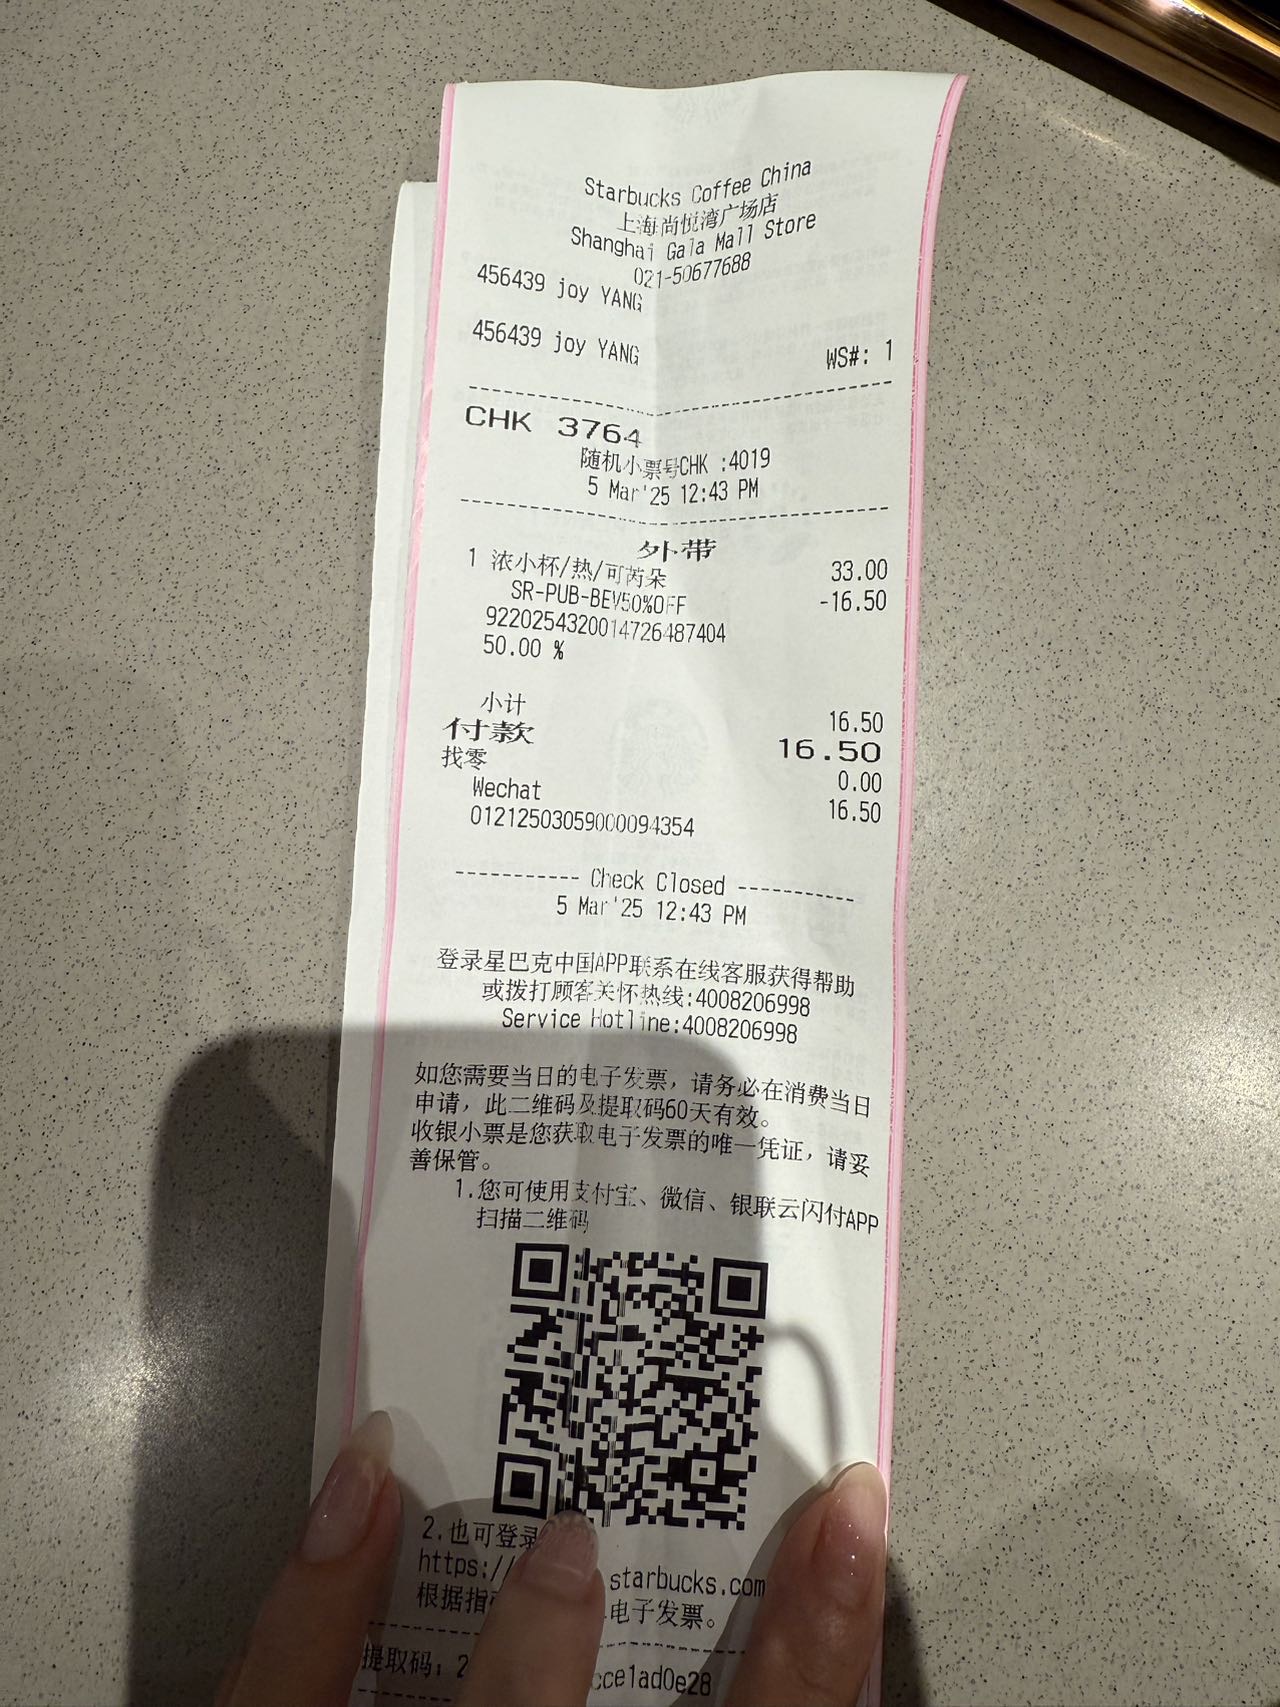 Starbucks Coffee China
上海尚悦湾广场店
Shanghai Gala Mall Store
021-50677688
456439 joy YANG
456439 joy YANG WS#: 1
CHK 3764
随机小票号CHK :4019
5 Mar'25 12:43 PM
外带
1 浓小杯/热/可芮朵 33.00
SR-PUB-BEV50%OFF -16.50
9220254320014726487404
50.00 %
小计 16.50
付款 16.50
找零 0.00
Wechat 16.50
01212503059000094354
Check Closed
5 Mar'25 12:43 PM
登录星巴克中国APP联系在线客服获得帮助
或拨打顾客关怀热线:4008206998
Service Hotline:4008206998
如您需要当日的电子发票，请务必在消费当日
申请，此二维码及提取码60天有效。
收银小票是您获取电子发票的唯一凭证，请妥
善保管。
1.您可使用支付宝、微信、银联云闪付APP
扫描二维码
2.也可登录
https:// starbucks.com
根据指 电子发票。
提取码：2 cce1ad0e28